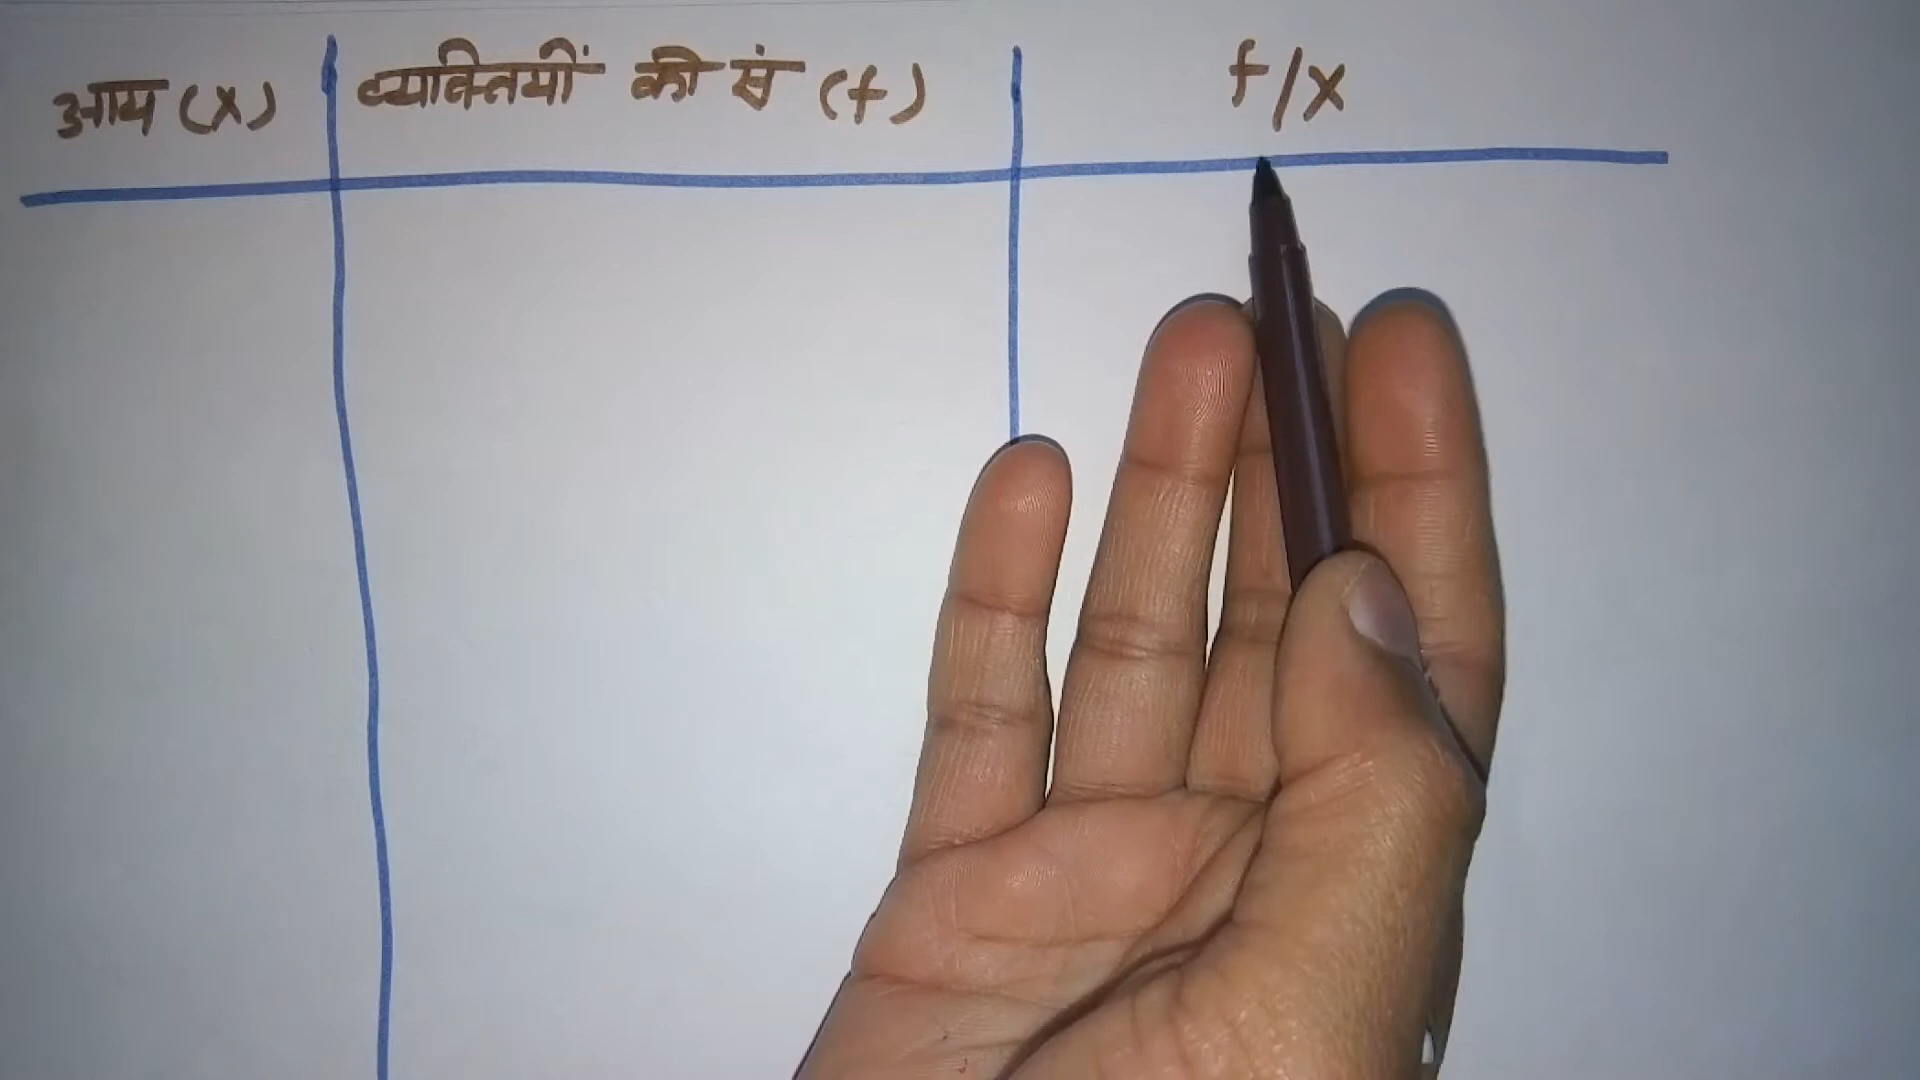 आय (x) व्यक्तियों की सं (f) f/x